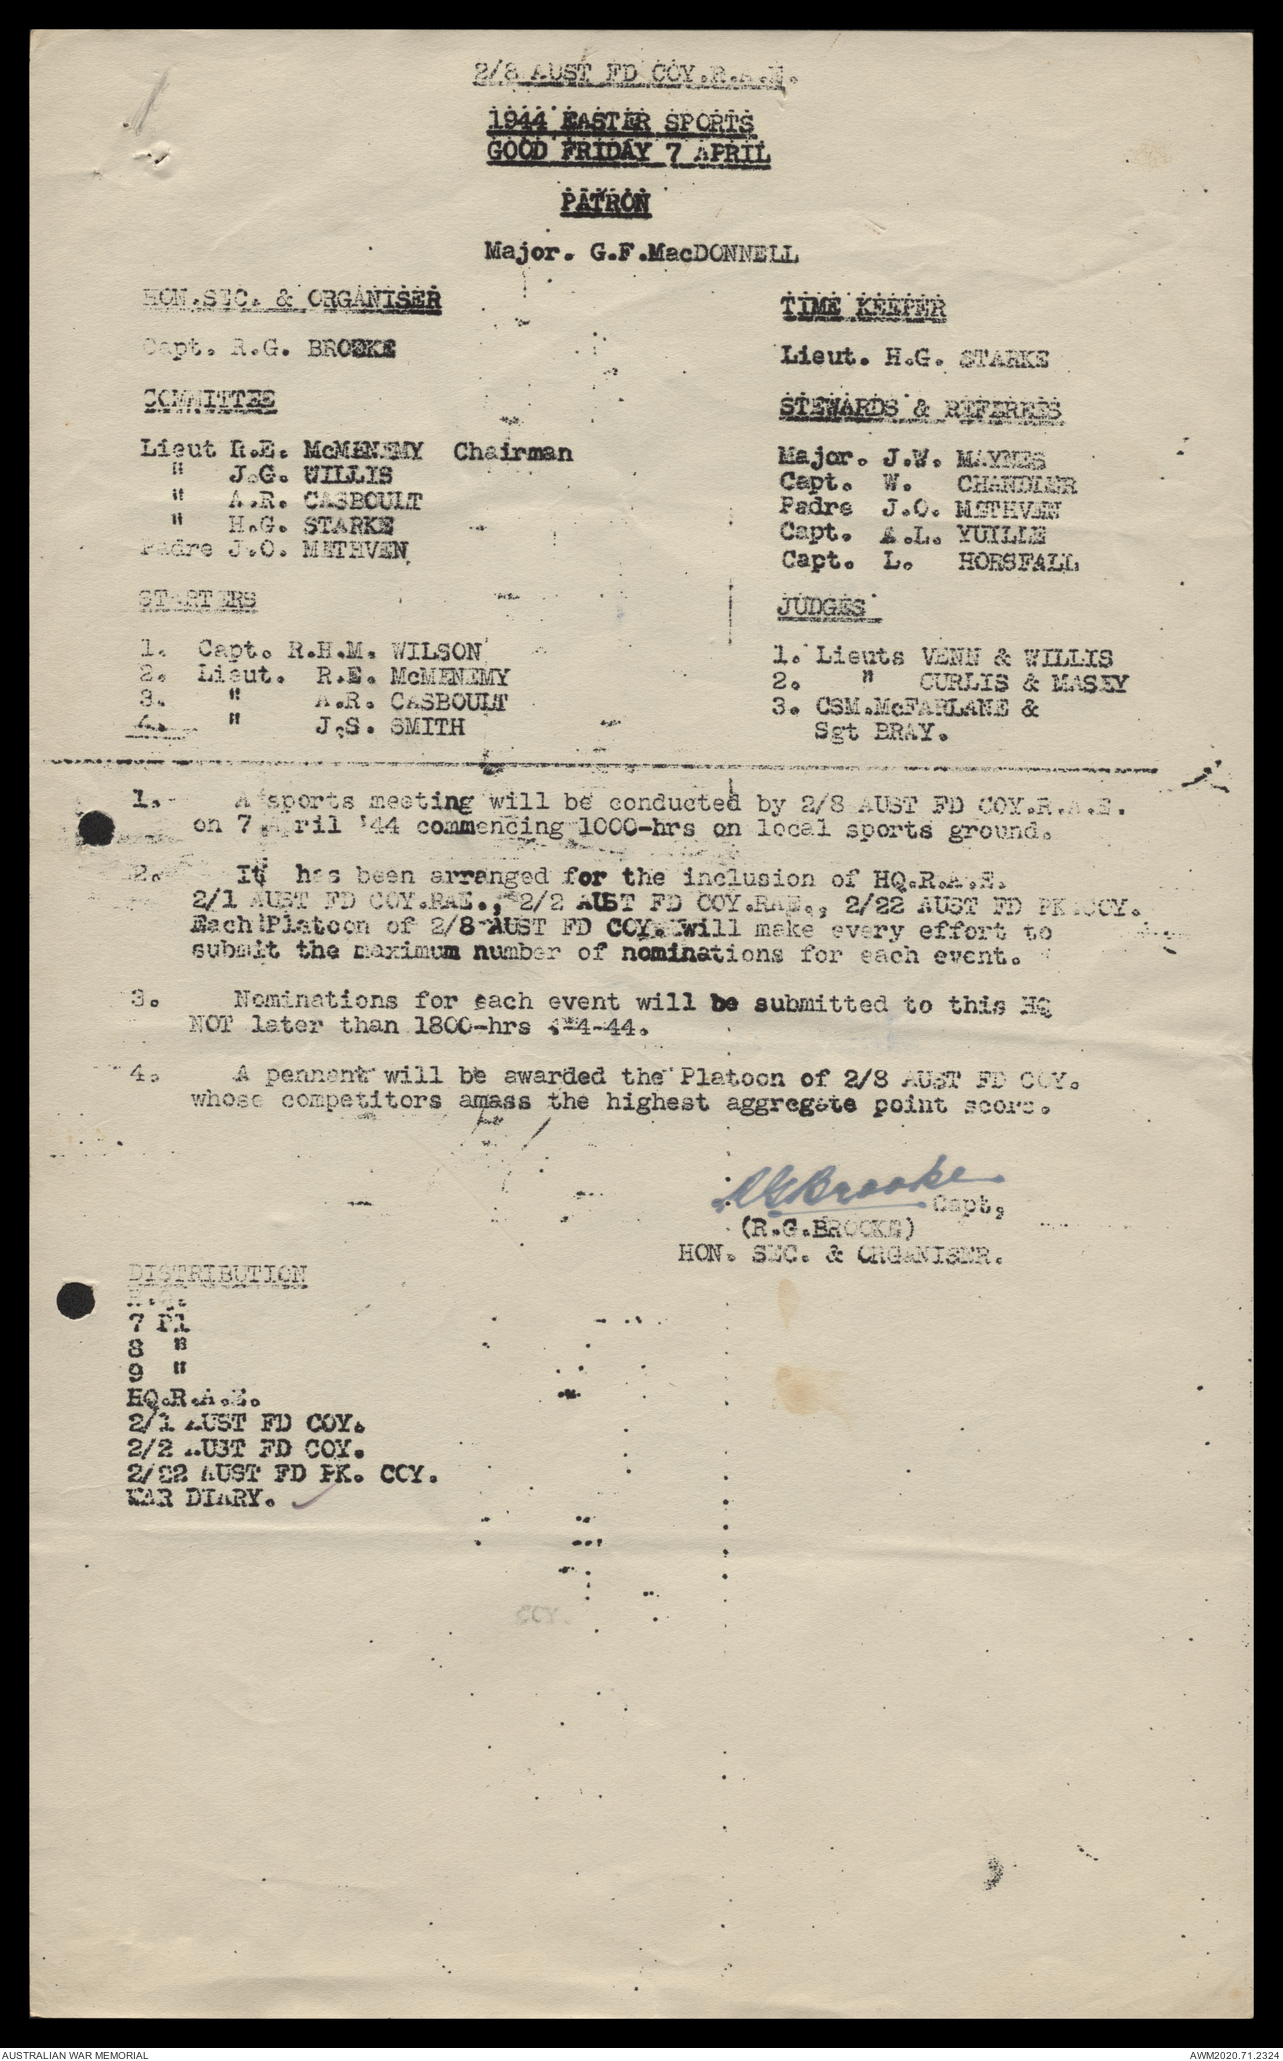 2/8 AUST FD COY.R.A.E.
1944 EASTER SPORTS
GOOD FRIDAY 7 APRIL
PATRON
Major. G.F.MacDONNELL
HON.SEC. & ORGANISER
Capt. R.G. BROOKE
COMMITTEE
Lieut R.E. McMENEMY Chairman
" J.G. WILLIS
" A.R. CASBOULT
" H.G. STARKE
Padre J.O. METHVEN
STARTERS
1. Capt. R.H.M. WILSON
2. Lieut. R.E. McMENEMY
3. " A.R. CASBOULT
4. " J.S. SMITH
TIME KEEPER
Lieut. H.G. STARKE
STEWARDS & REFEREES
Major. J.W. MAYNES
Capt. W. CHANDLER
Padre J.O. METHVEN
Capt. A.L. YUILLE
Capt. L. HORSFALL
JUDGES
1. Lieuts VENN & WILLIS
2. " CURLIS & MASEY
3. CSM.McFARLANE &
Sgt BRAY.
1. A sports meeting will be conducted by 2/8 AUST FD COY.R.A.E.
on 7 April '44 commencing 1000-hrs on local sports ground.
2. It has been arranged for the inclusion of HQ.R.A.E.
2/1 AUST FD COY.RAE., 2/2 AUST FD COY.RAE., 2/22 AUST FD PK.COY.
Each Platoon of 2/8 AUST FD COY. will make every effort to
submit the maximum number of nominations for each event.
3. Nominations for each event will be submitted to this HQ
NOT later than 1800-hrs 4-4-44.
4. A pennent will be awarded the Platoon of 2/8 AUST FD COY.
whose competitors amass the highest aggregate point score.
RGBrooke Capt,
(R.G.BROOKE)
HON. SEC. & ORGANISER.
DISTRIBUTION
H.Q.
7 Pl
8 "
9 "
HQ.R.A.E.
2/1 AUST FD COY.
2/2 AUST FD COY.
2/22 AUST FD PK. COY.
WAR DIARY.
AUSTRALIAN WAR MEMORIAL
AWM2020.71.2324